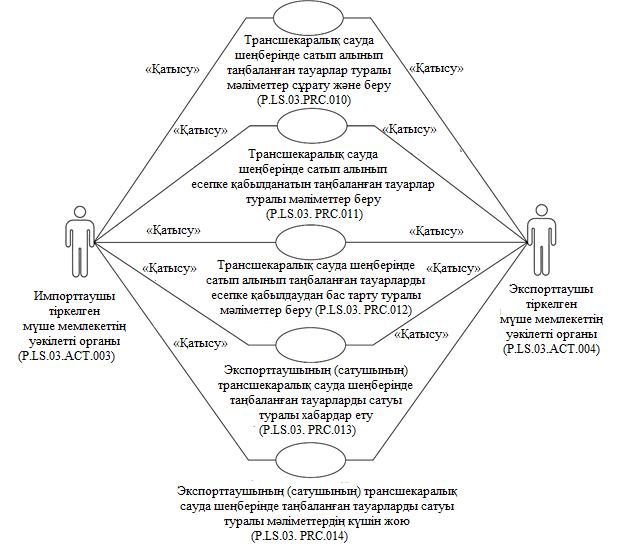 Трансшекаралық сауда
шеңберінде сатып алынып
таңбаланған тауарлар туралы
мәліметтер сұрату және беру
(P.LS.03.PRC.010)
«Қатысу»
«Қатысу»
«Қатысу»
«Қатысу»
Трансшекаралық сауда
шеңберінде сатып алынып
есепке қабылданатын таңбаланған тауарлар
туралы мәліметтер беру
(P.LS.03. PRC.011)
«Қатысу»
«Қатысу»
Трансшекаралық сауда шеңберінде
сатып алынып таңбаланған тауарларды
есепке қабылдаудан бас тарту туралы
мәліметтер беру (P.LS.03. PRC.012)
«Қатысу»
«Қатысу»
Импорттаушы
тіркелген
мүше мемлекеттің
уәкілетті органы
(P.LS.03.ACT.003)
Экспорттаушы
тіркелген
мүше мемлекеттің
уәкілетті органы
(P.LS.03.ACT.004)
«Қатысу»
«Қатысу»
Экспорттаушының (сатушының)
трансшекаралық сауда шеңберінде
таңбаланған тауарларды сатуы
туралы хабардар ету
(P.LS.03. PRC.013)
Экспорттаушының (сатушының) трансшекаралық
сауда шеңберінде таңбаланған тауарларды сатуы
туралы мәліметтердің күшін жою
(P.LS.03. PRC.014)